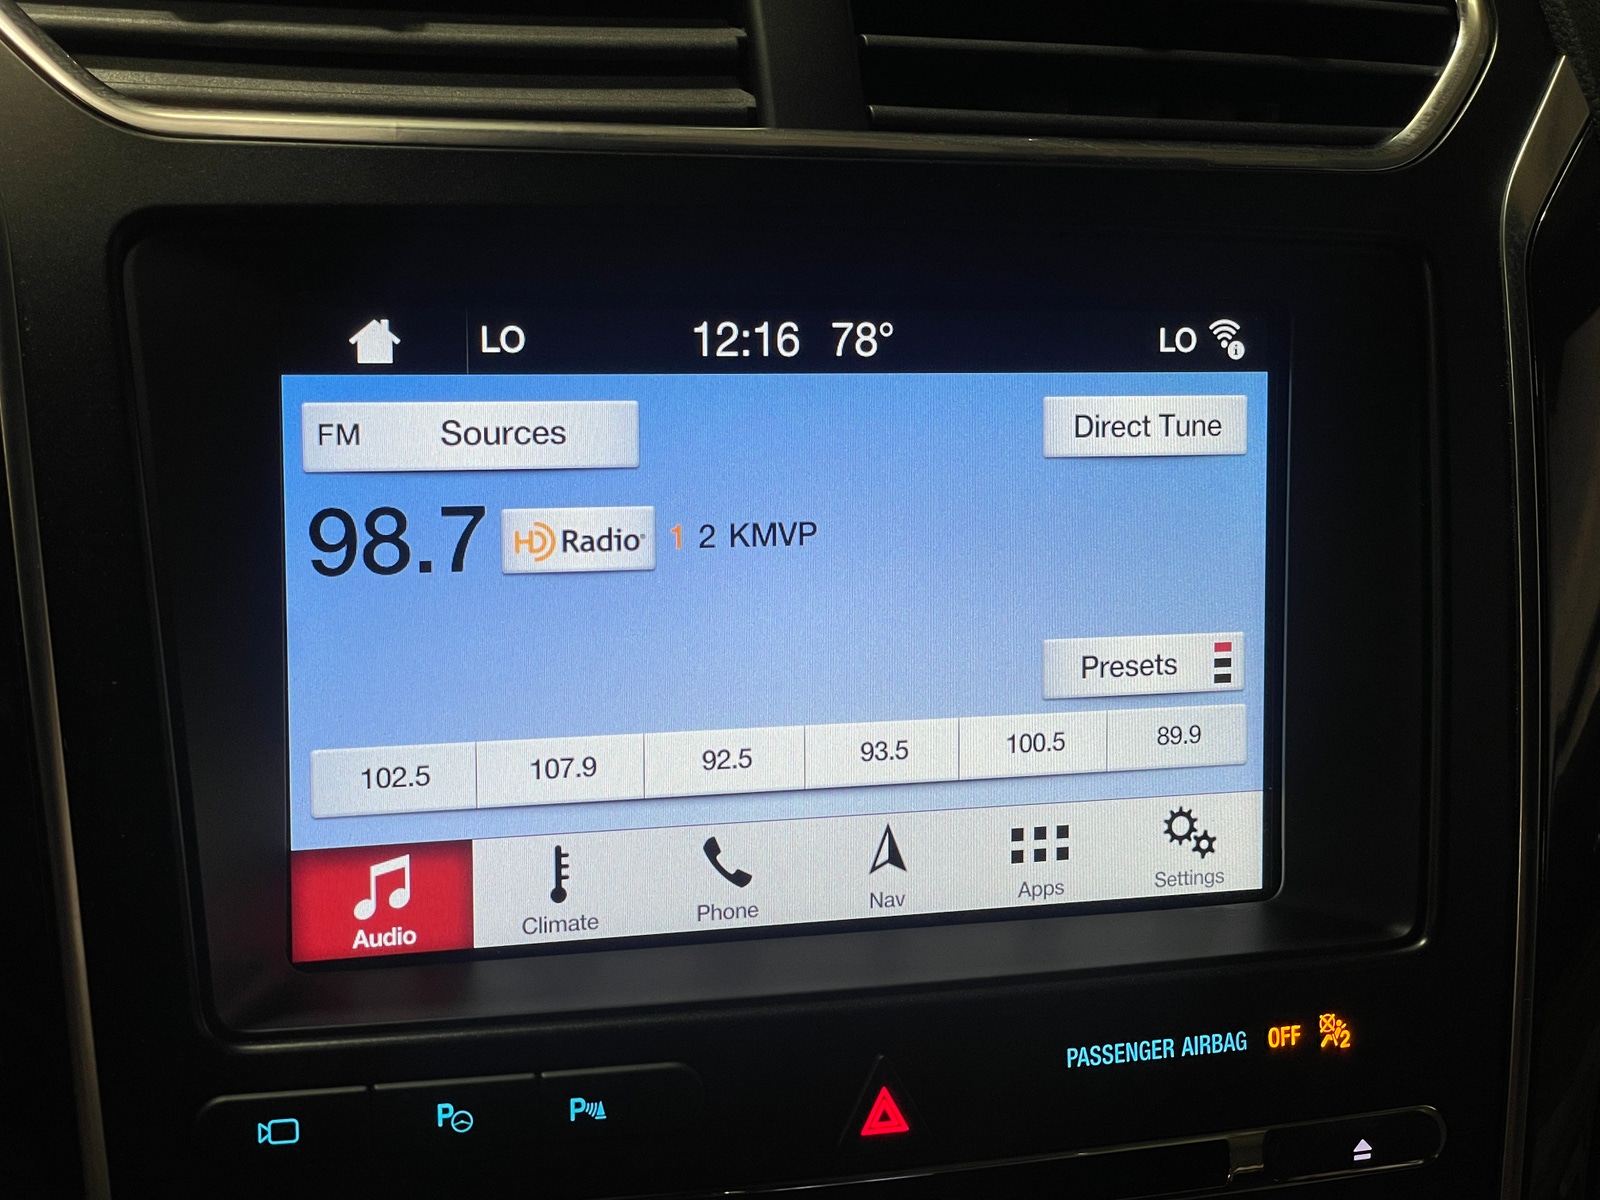 LO 12:16 78° LO
FM Sources Direct Tune
98.7 HD Radio 1 2 KMVP
Presets
102.5 107.9 92.5 93.5 100.5 89.9
Audio Climate Phone Nav Apps Settings
PASSENGER AIRBAG OFF 2
P P